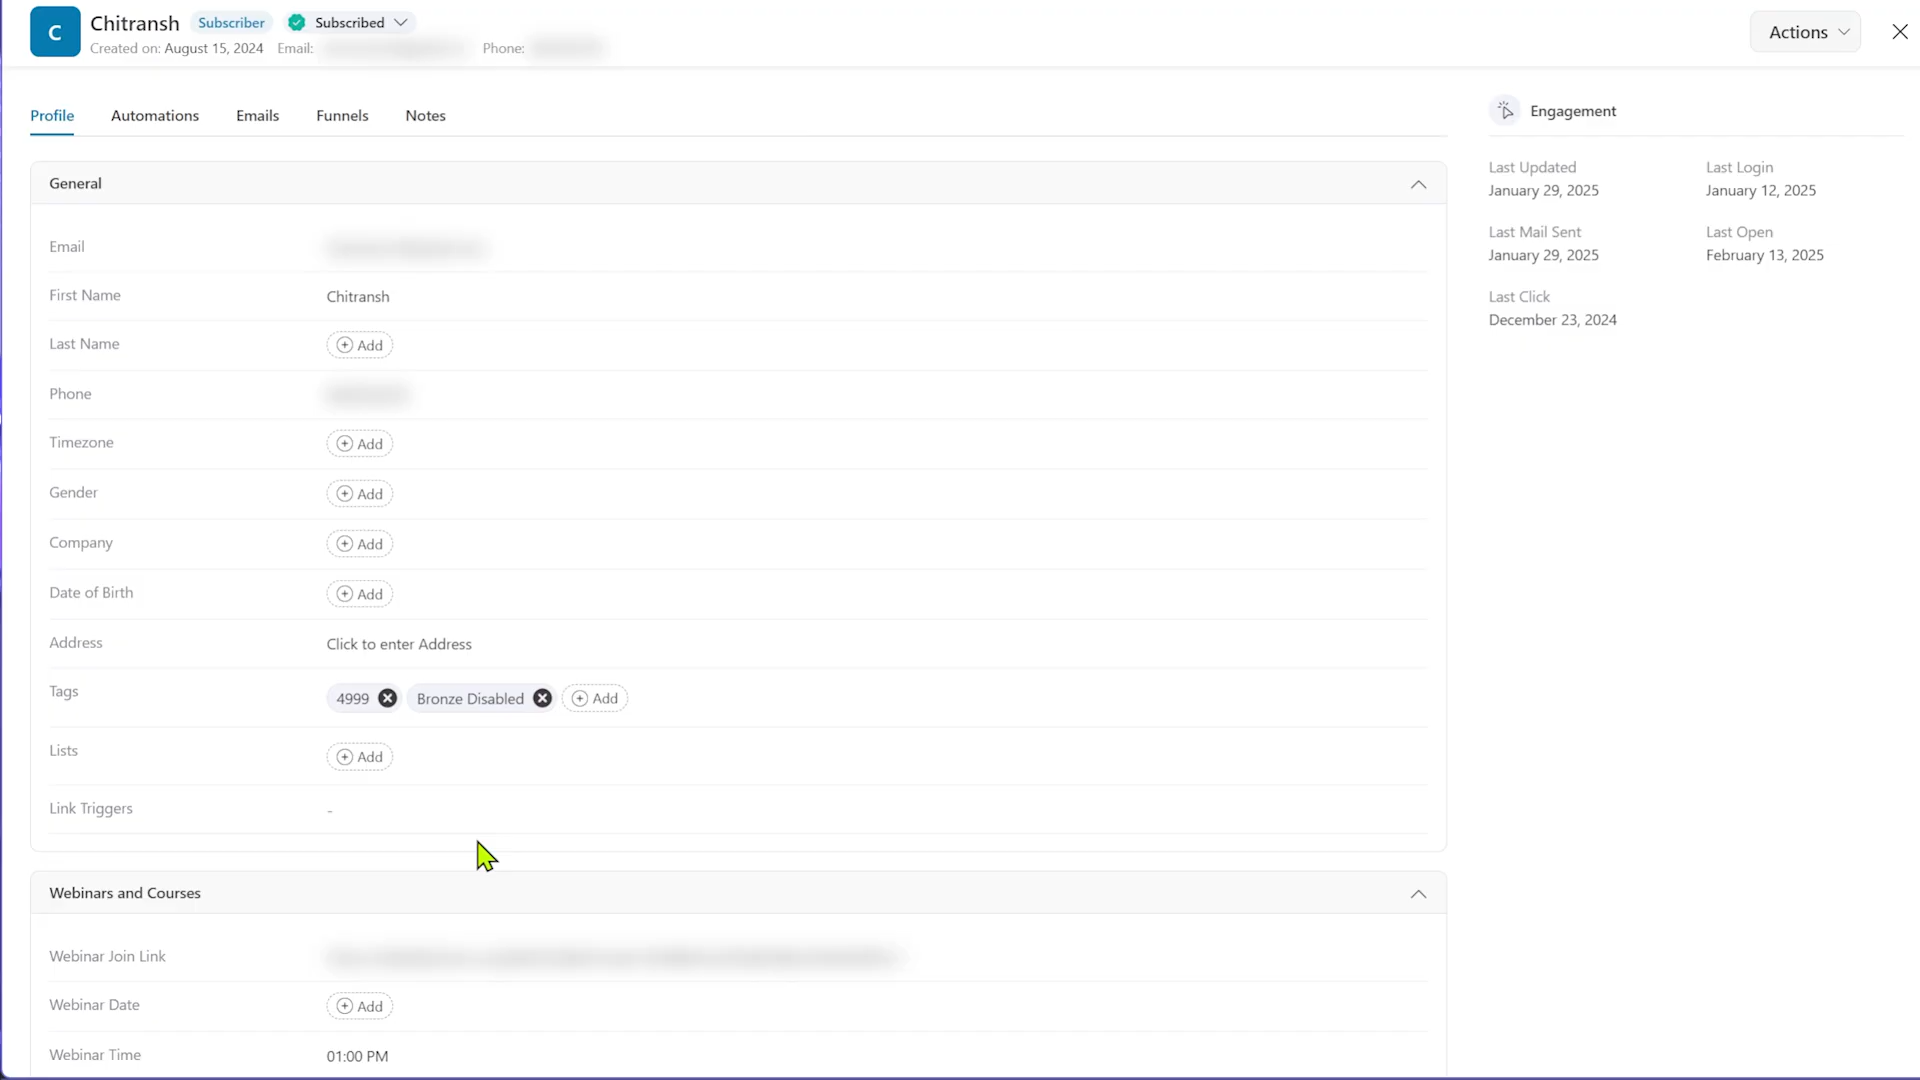 C
Chitransh Subscriber Subscribed
Created on: August 15, 2024 Email: Phone:
Actions
Profile Automations Emails Funnels Notes
General
Email
First Name Chitransh
Last Name Add
Phone
Timezone Add
Gender Add
Company Add
Date of Birth Add
Address Click to enter Address
Tags 4999 Bronze Disabled Add
Lists Add
Link Triggers -
Webinars and Courses
Webinar Join Link
Webinar Date Add
Webinar Time 01:00 PM
Engagement
Last Updated Last Login
January 29, 2025 January 12, 2025
Last Mail Sent Last Open
January 29, 2025 February 13, 2025
Last Click
December 23, 2024